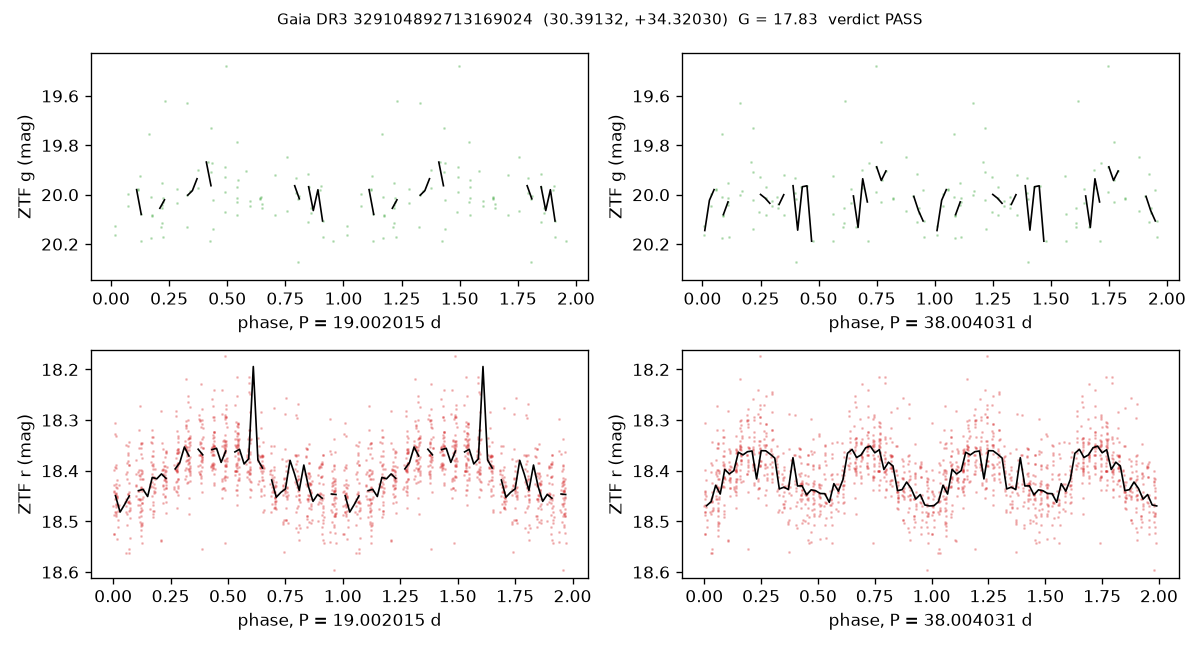 Gaia DR3 329104892713169024  (30.39132, +34.32030)  G = 17.83  verdict PASS
ZTF g (mag)
19.6
19.8
20.0
20.2
0.00 0.25 0.50 0.75 1.00 1.25 1.50 1.75 2.00
phase, P = 19.002015 d
ZTF g (mag)
19.6
19.8
20.0
20.2
0.00 0.25 0.50 0.75 1.00 1.25 1.50 1.75 2.00
phase, P = 38.004031 d
ZTF r (mag)
18.2
18.3
18.4
18.5
18.6
0.00 0.25 0.50 0.75 1.00 1.25 1.50 1.75 2.00
phase, P = 19.002015 d
ZTF r (mag)
18.2
18.3
18.4
18.5
18.6
0.00 0.25 0.50 0.75 1.00 1.25 1.50 1.75 2.00
phase, P = 38.004031 d